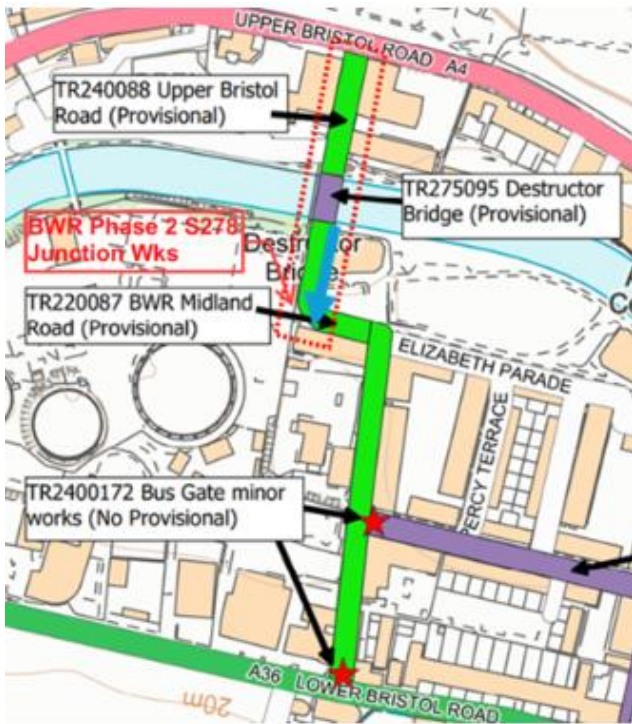 UPPER BRISTOL ROAD A4
TR240088 Upper Bristol
Road (Provisional)
TR275095 Destructor
Bridge (Provisional)
BWR Phase 2 S278
Junction Wks
Destructor
Bridge
TR220087 BWR Midland
Road (Provisional)
ELIZABETH PARADE
PERCY TERRACE
TR2400172 Bus Gate minor
works (No Provisional)
A36 LOWER BRISTOL ROAD
20m